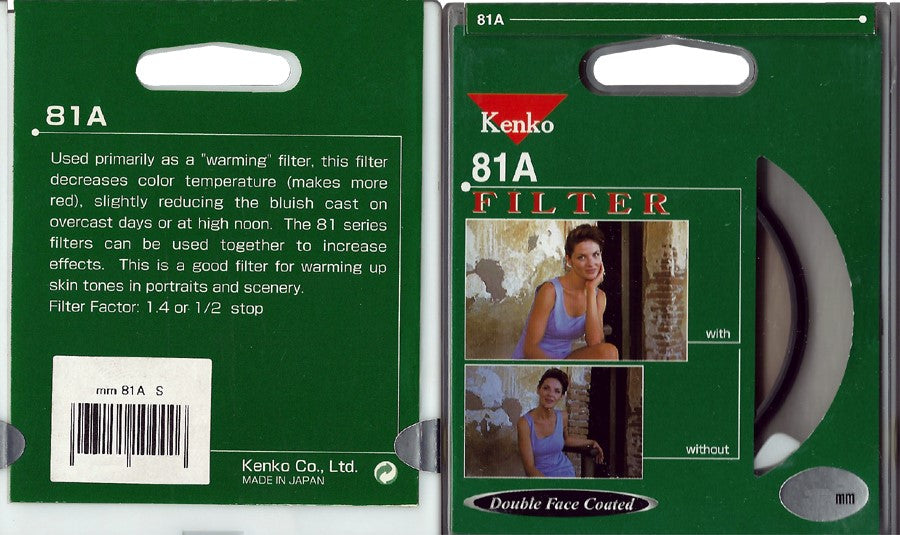 81A
Used primarily as a "warming" filter, this filter
decreases color temperature (makes more
red), slightly reducing the bluish cast on
overcast days or at high noon. The 81 series
filters can be used together to increase
effects. This is a good filter for warming up
skin tones in portraits and scenery.
Filter Factor: 1.4 or 1/2 stop
mm 81A S
Kenko Co., Ltd.
MADE IN JAPAN
81A
Kenko
81A
FILTER
with
without
Double Face Coated
mm